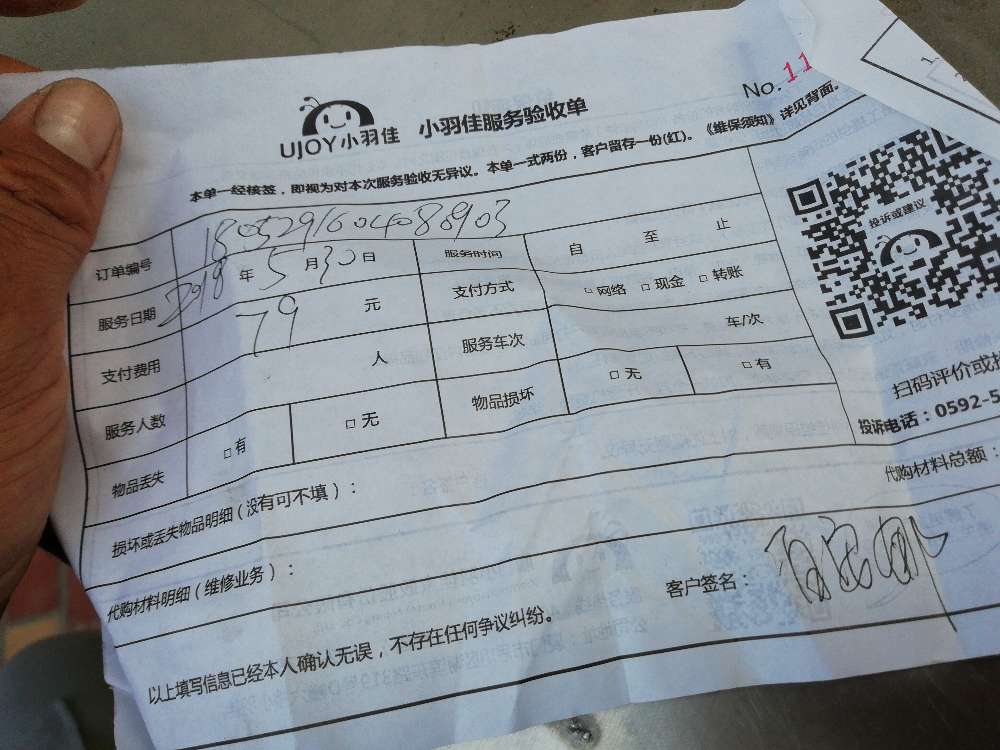 UJOY小羽佳 小羽佳服务验收单
No. 11
本单一经核签，即视为对本次服务验收无异议。本单一式两份，客户留存一份(红)。《维保须知》详见背面。
订单编号 1805291604088903
服务日期 2018 年 5 月 30 日 服务时间 自 至 止
支付费用 79 元 支付方式 □ 网络 □ 现金 □ 转账
服务人数 人 服务车次 车/次
物品丢失 □ 有 □ 无 物品损坏 □ 无 □ 有
投诉或建议
扫码评价或
投诉电话：0592-5
损坏或丢失物品明细（没有可不填）：
代购材料总额：
代购材料明细（维修业务）：
客户签名：
以上填写信息已经本人确认无误，不存在任何争议纠纷。